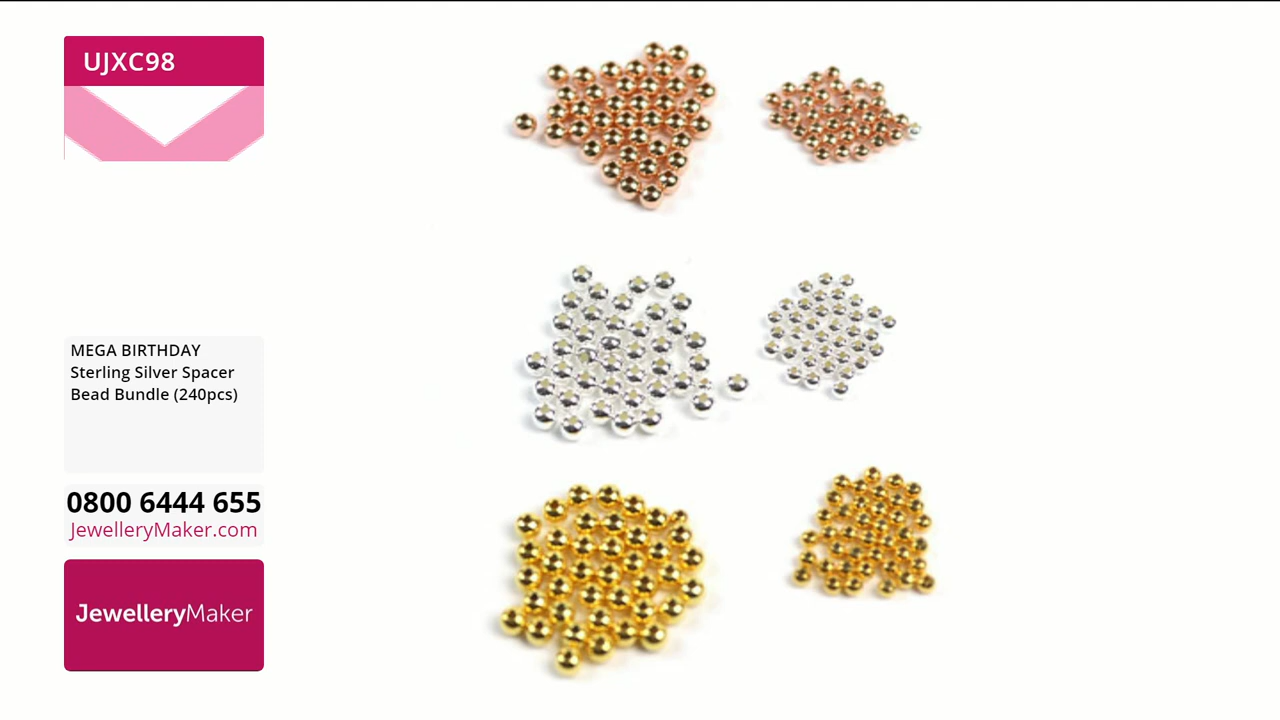 UJXC98
MEGA BIRTHDAY
Sterling Silver Spacer
Bead Bundle (240pcs)
0800 6444 655
JewelleryMaker.com
JewelleryMaker